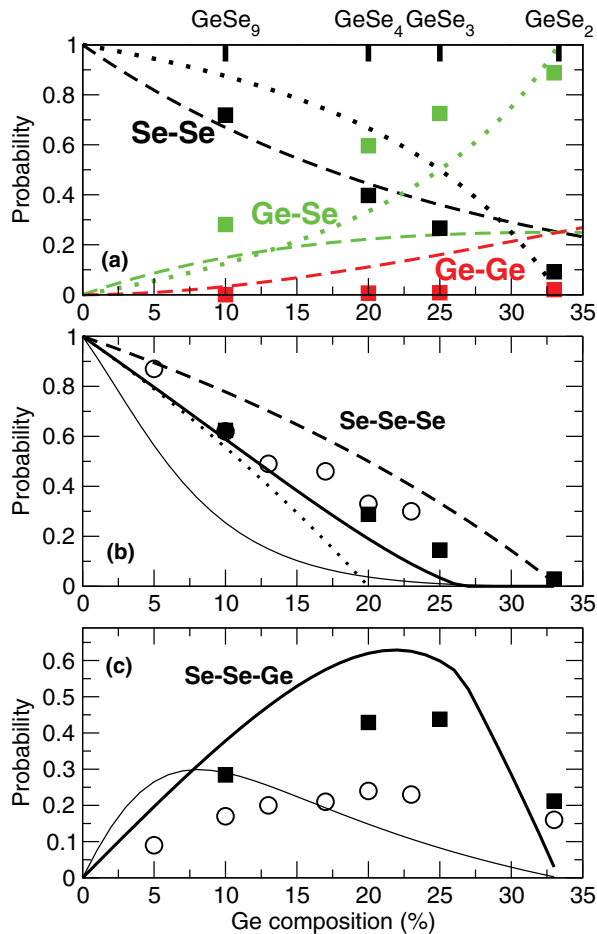 GeSe₉ GeSe₄ GeSe₃ GeSe₂
1
0.8
0.6
0.4
0.2
0
Probability
Se-Se
Ge-Se
Ge-Ge
(a)
0 5 10 15 20 25 30 35
1
0.8
0.6
0.4
0.2
0
Probability
Se-Se-Se
(b)
0 5 10 15 20 25 30 35
0.6
0.5
0.4
0.3
0.2
0.1
0
Probability
(c)
Se-Se-Ge
0 5 10 15 20 25 30 35
Ge composition (%)